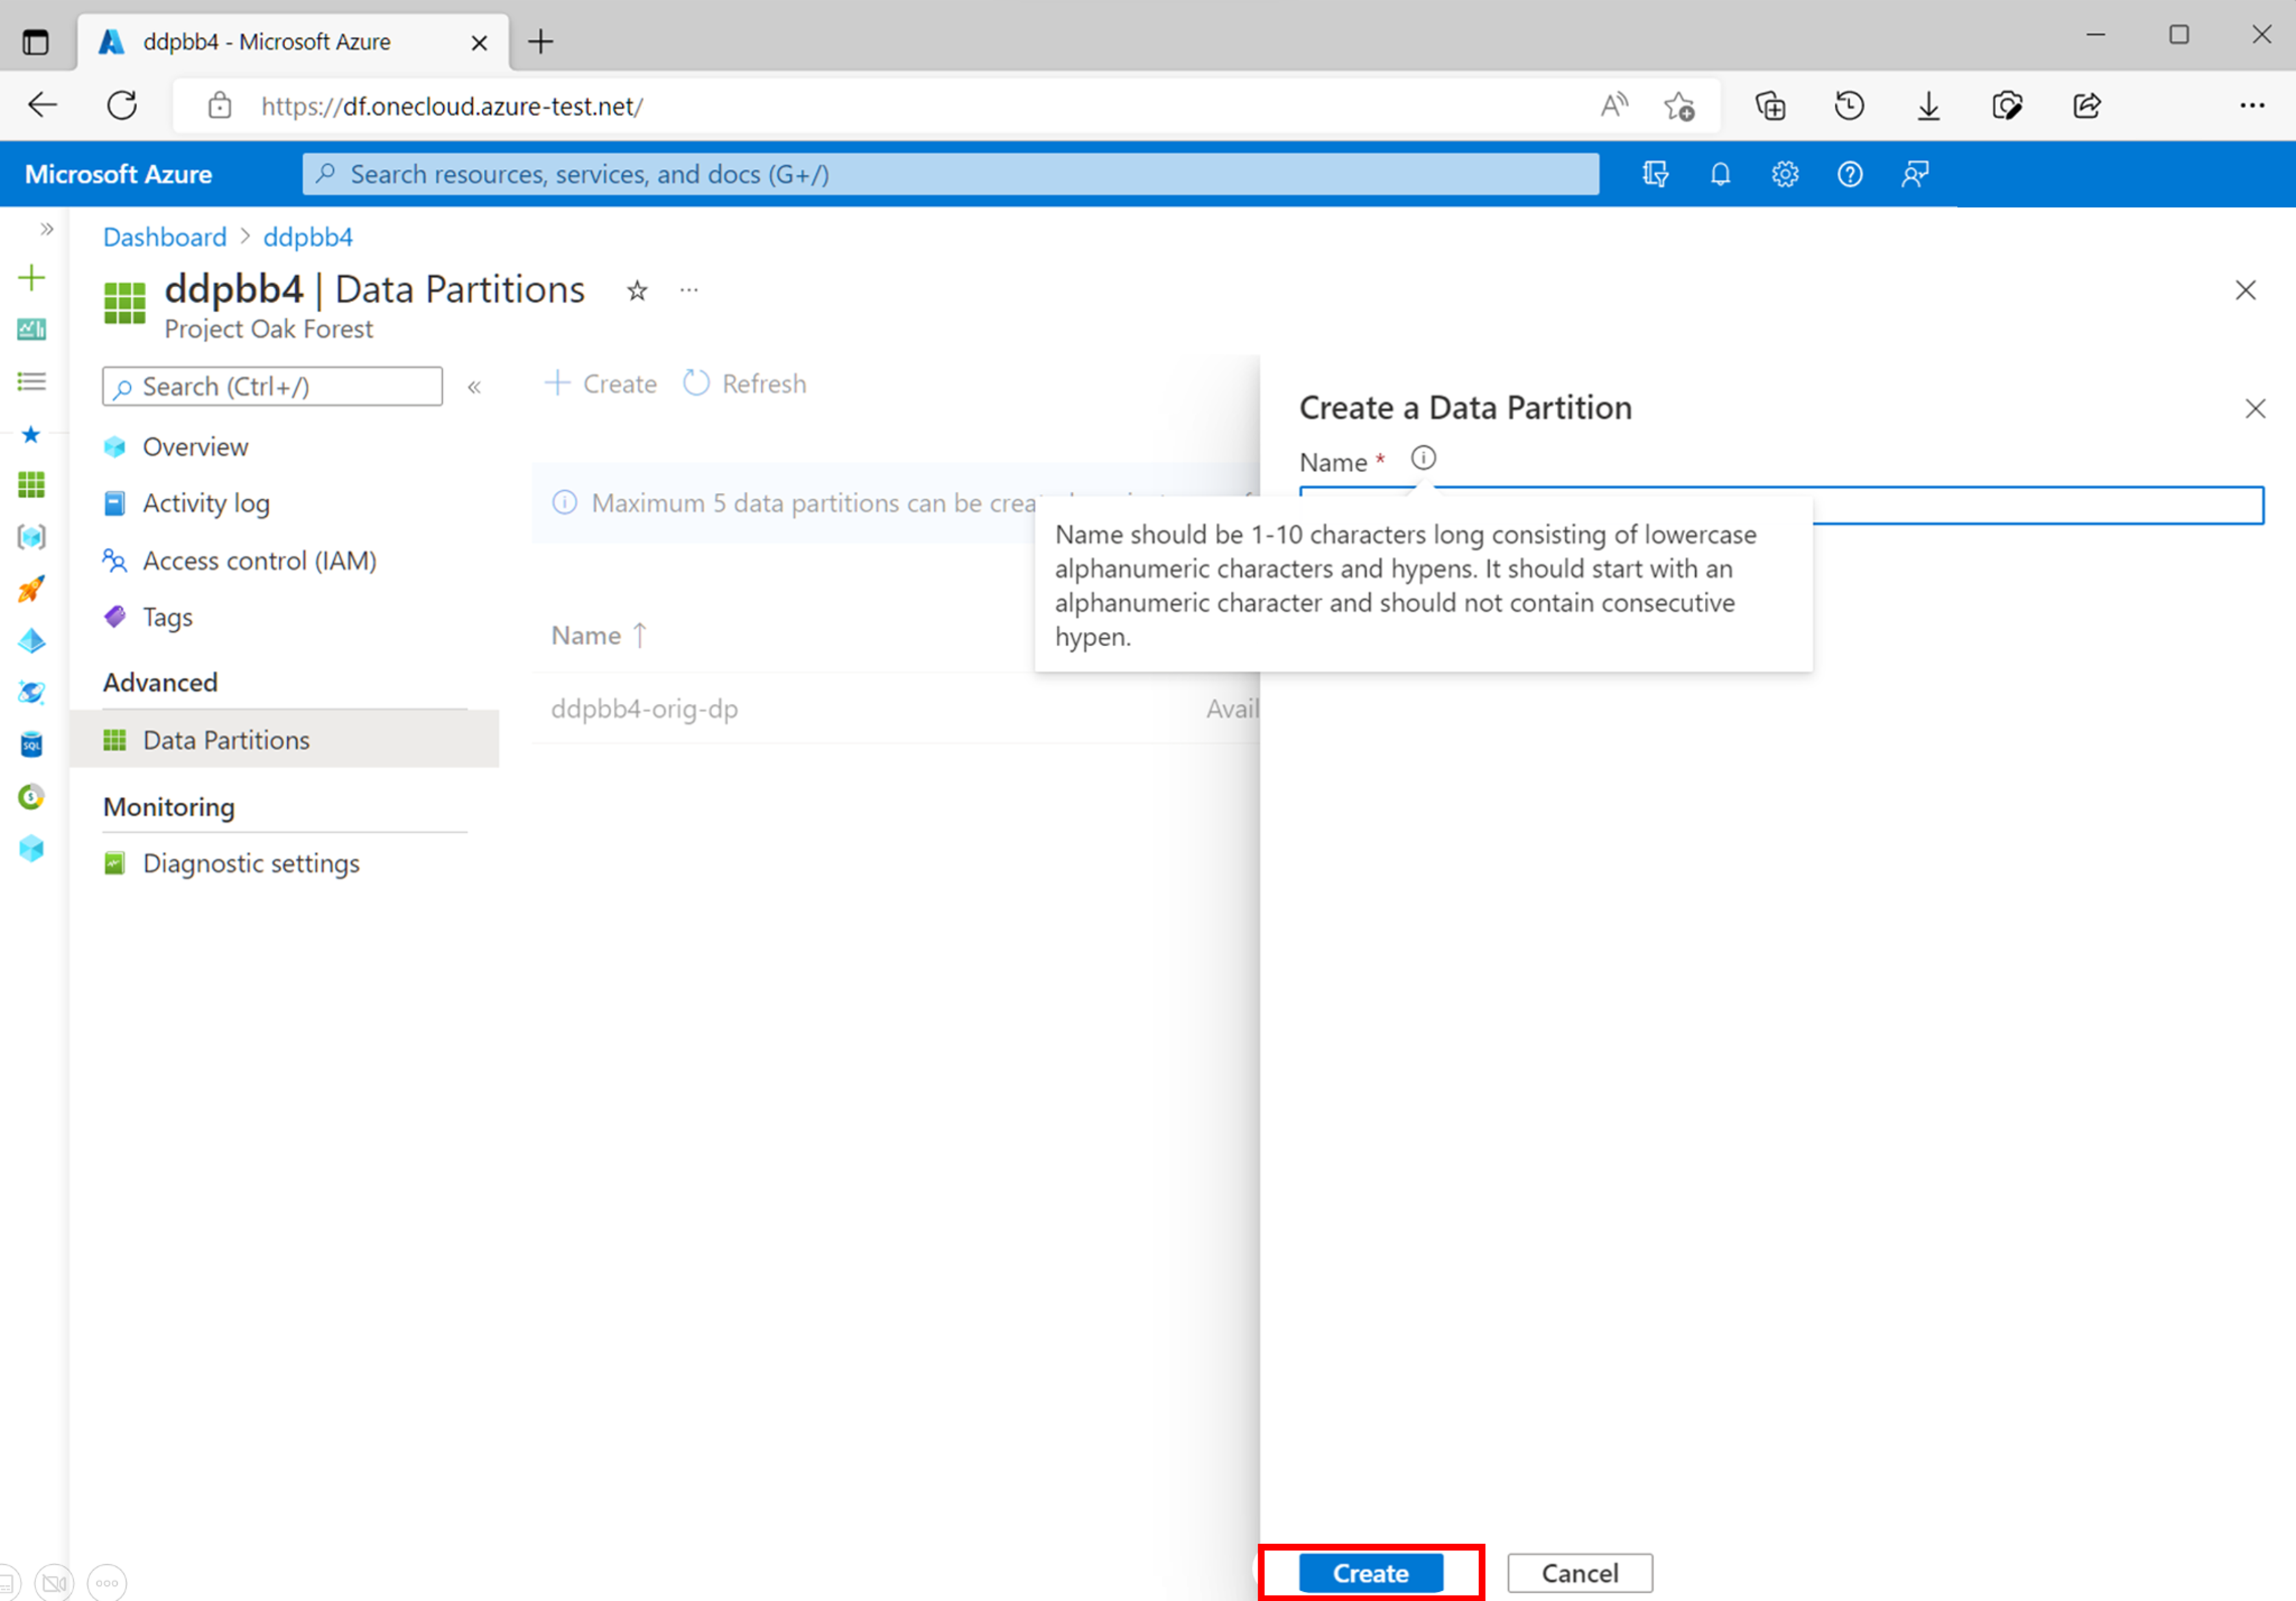 ddpbb4 - Microsoft Azure
https://df.onecloud.azure-test.net/
Microsoft Azure
Search resources, services, and docs (G+/)
Dashboard > ddpbb4
ddpbb4 | Data Partitions
Project Oak Forest
Search (Ctrl+/)
Overview
Activity log
Access control (IAM)
Tags
Advanced
Data Partitions
Monitoring
Diagnostic settings
Create
Refresh
Maximum 5 data partitions can be crea
Name ↑
ddpbb4-orig-dp
Avail
Create a Data Partition
Name *
Name should be 1-10 characters long consisting of lowercase
alphanumeric characters and hypens. It should start with an
alphanumeric character and should not contain consecutive
hypen.
Create
Cancel